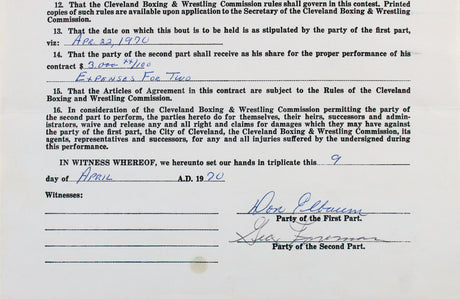 12. That the Cleveland Boxing & Wrestling Commission rules shall govern in this contest. Printed
copies of such rules are available upon application to the Secretary of the Cleveland Boxing & Wrestling
Commission.
13. That the date on which this bout is to be held is as stipulated by the party of the first part,
viz: Apr 22, 1970
14. That the party of the second part shall receive as his share for the proper performance of his
contract $ 3,000 /100
Expenses For Two
15. That the Articles of Agreement in this contract are subject to the Rules of the Cleveland
Boxing and Wrestling Commission.
16. In consideration of the Cleveland Boxing & Wrestling Commission permitting the party of
the second part to perform, the parties hereto do for themselves, their heirs, successors and admini-
strators, waive and release any and all right and claims for damages which they may have against
the party of the first part, the City of Cleveland, the Cleveland Boxing & Wrestling Commission, its
agents, representatives and successors, for any and all injuries suffered by the undersigned during
this performance.
IN WITNESS WHEREOF, we hereunto set our hands in triplicate this 9
day of April A.D. 1970
Witnesses:
Don Elbaum
Party of the First Part.
Geo Foreman
Party of the Second Part.